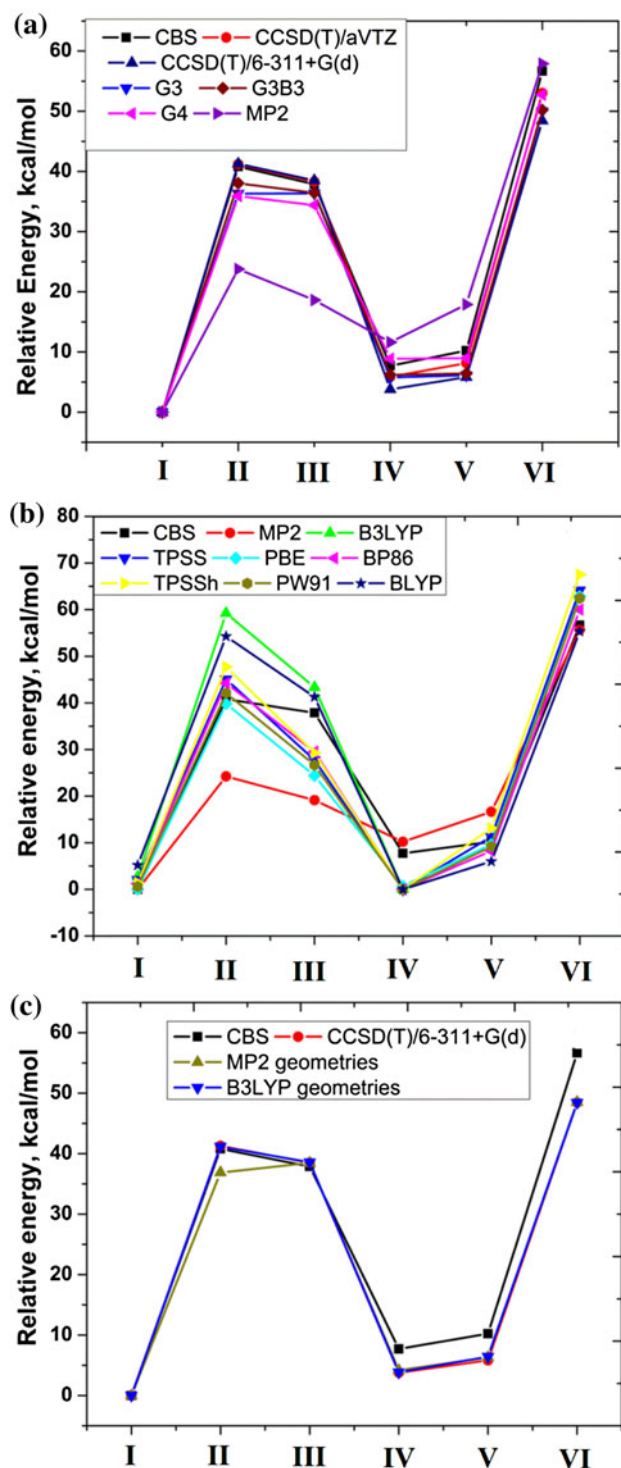 (a)
CBS CCSD(T)/aVTZ
CCSD(T)/6-311+G(d)
G3 G3B3
G4 MP2
Relative Energy, kcal/mol
60
50
40
30
20
10
0
I II III IV V VI
(b)
CBS MP2 B3LYP
TPSS PBE BP86
TPSSh PW91 BLYP
Relative energy, kcal/mol
80
70
60
50
40
30
20
10
0
-10
I II III IV V VI
(c)
CBS CCSD(T)/6-311+G(d)
MP2 geometries
B3LYP geometries
Relative energy, kcal/mol
60
50
40
30
20
10
0
I II III IV V VI